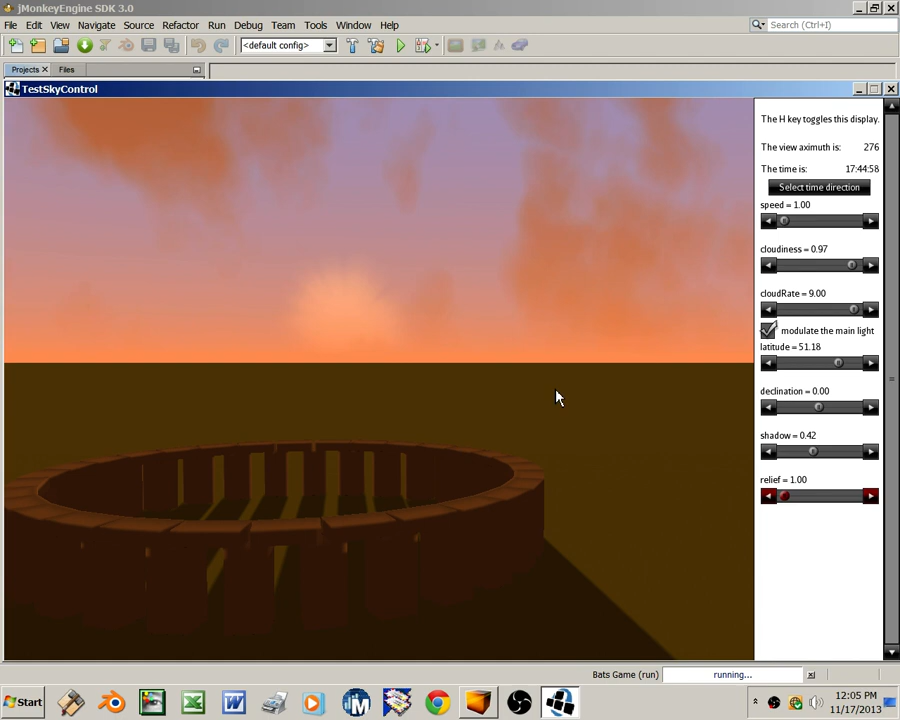 jMonkeyEngine SDK 3.0
File Edit View Navigate Source Refactor Run Debug Team Tools Window Help
<default config>
Search (Ctrl+I)
Projects Files
TestSkyControl
The H key toggles this display.
The view azimuth is: 276
The time is: 17:44:58
Select time direction
speed = 1.00
cloudiness = 0.97
cloudRate = 9.00
modulate the main light
latitude = 51.18
declination = 0.00
shadow = 0.42
relief = 1.00
Bats Game (run) running...
Start
12:05 PM
11/17/2013